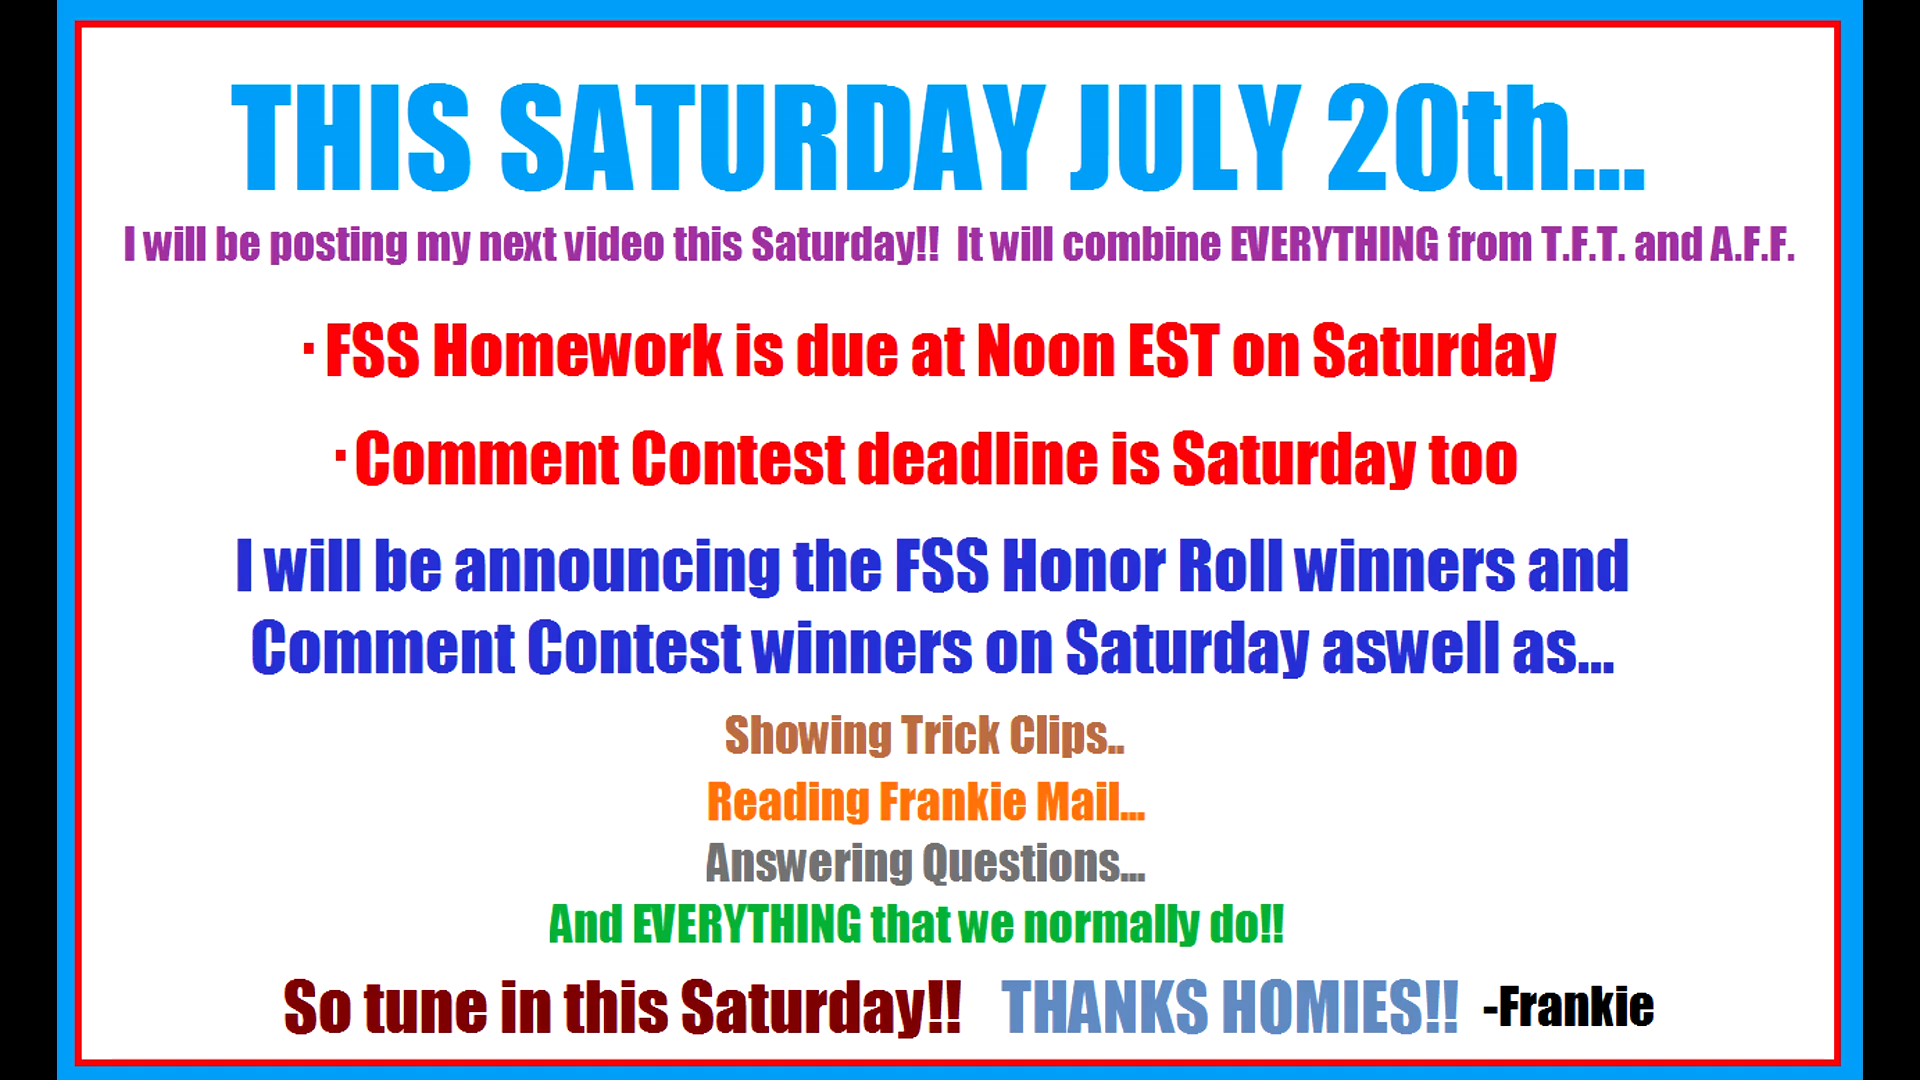 THIS SATURDAY JULY 20th...
I will be posting my next video this Saturday!! It will combine EVERYTHING from T.F.T. and A.F.F.
· FSS Homework is due at Noon EST on Saturday
· Comment Contest deadline is Saturday too
I will be announcing the FSS Honor Roll winners and
Comment Contest winners on Saturday aswell as...
Showing Trick Clips..
Reading Frankie Mail...
Answering Questions...
And EVERYTHING that we normally do!!
So tune in this Saturday!! THANKS HOMIES!! -Frankie